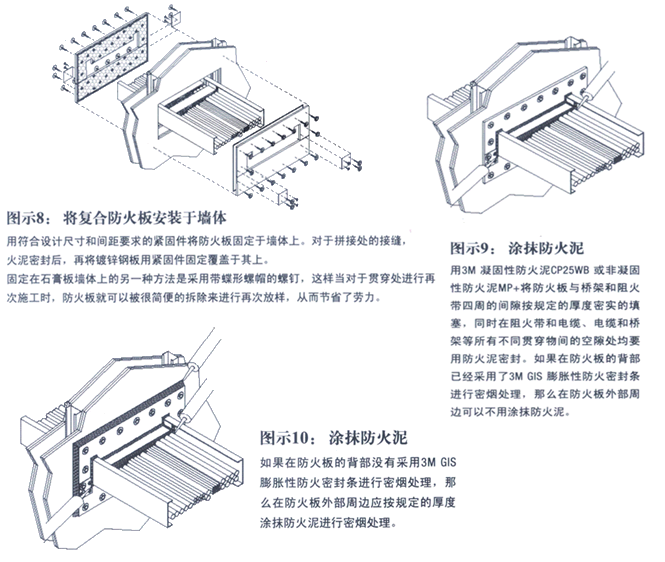 图示8： 将复合防火板安装于墙体
用符合设计尺寸和间距要求的紧固件将防火板固定于墙体上。对于拼接处的接缝，
火泥密封后，再将镀锌钢板用紧固件固定覆盖于其上。
固定在石膏板墙体上的另一种方法是采用带蝶形螺帽的螺钉，这样当对于贯穿处进行再
次施工时，防火板就可以被很简便的拆除来进行再次放样，从而节省了劳力。
图示9： 涂抹防火泥
用3M 凝固性防火泥CP25WB 或非凝固
性防火泥MP+将防火板与桥架和阻火
带四周的间隙按规定的厚度密实的填
塞，同时在阻火带和电缆、电缆和桥
架等所有不同贯穿物间的空隙处均要
用防火泥密封。如果在防火板的背部
已经采用了3M GIS 膨胀性防火密封条
进行密烟处理，那么在防火板外部周
边可以不用涂抹防火泥。
图示10： 涂抹防火泥
如果在防火板的背部没有采用3M GIS
膨胀性防火密封条进行密烟处理，那
么在防火板外部周边应按规定的厚度
涂抹防火泥进行密烟处理。